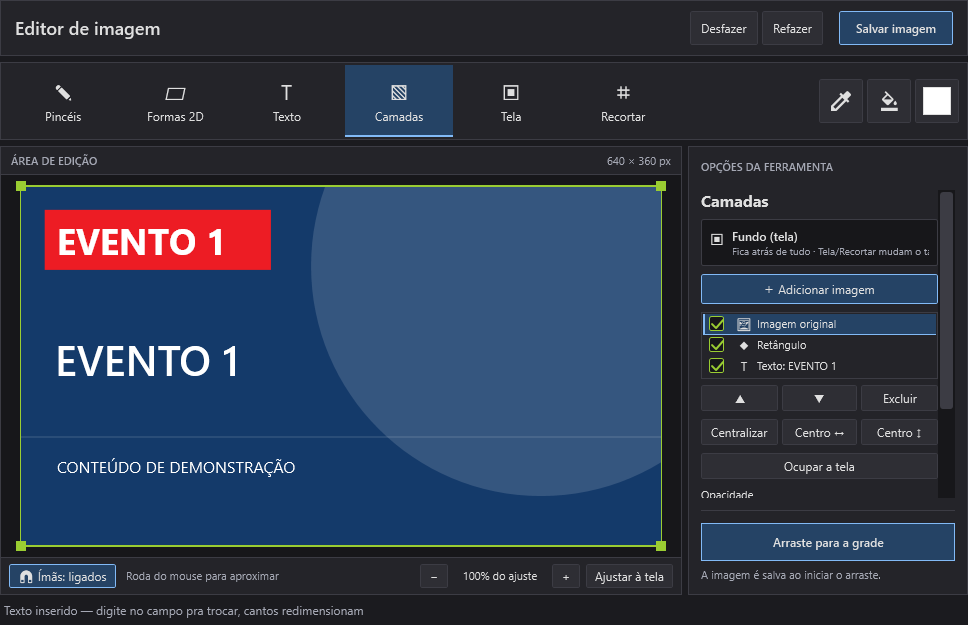 Editor de imagem
Desfazer
Refazer
Salvar imagem
Pincéis
Formas 2D
Texto
Camadas
Tela
Recortar
ÁREA DE EDIÇÃO
640 × 360 px
EVENTO 1
EVENTO 1
CONTEÚDO DE DEMONSTRAÇÃO
Ímãs: ligados
Roda do mouse para aproximar
−
100% do ajuste
+
Ajustar à tela
OPÇÕES DA FERRAMENTA
Camadas
Fundo (tela)
Fica atrás de tudo · Tela/Recortar mudam o ta
+ Adicionar imagem
Imagem original
Retângulo
T Texto: EVENTO 1
▲
▼
Excluir
Centralizar
Centro ↔
Centro ↕
Ocupar a tela
Opacidade
Arraste para a grade
A imagem é salva ao iniciar o arraste.
Texto inserido — digite no campo pra trocar, cantos redimensionam